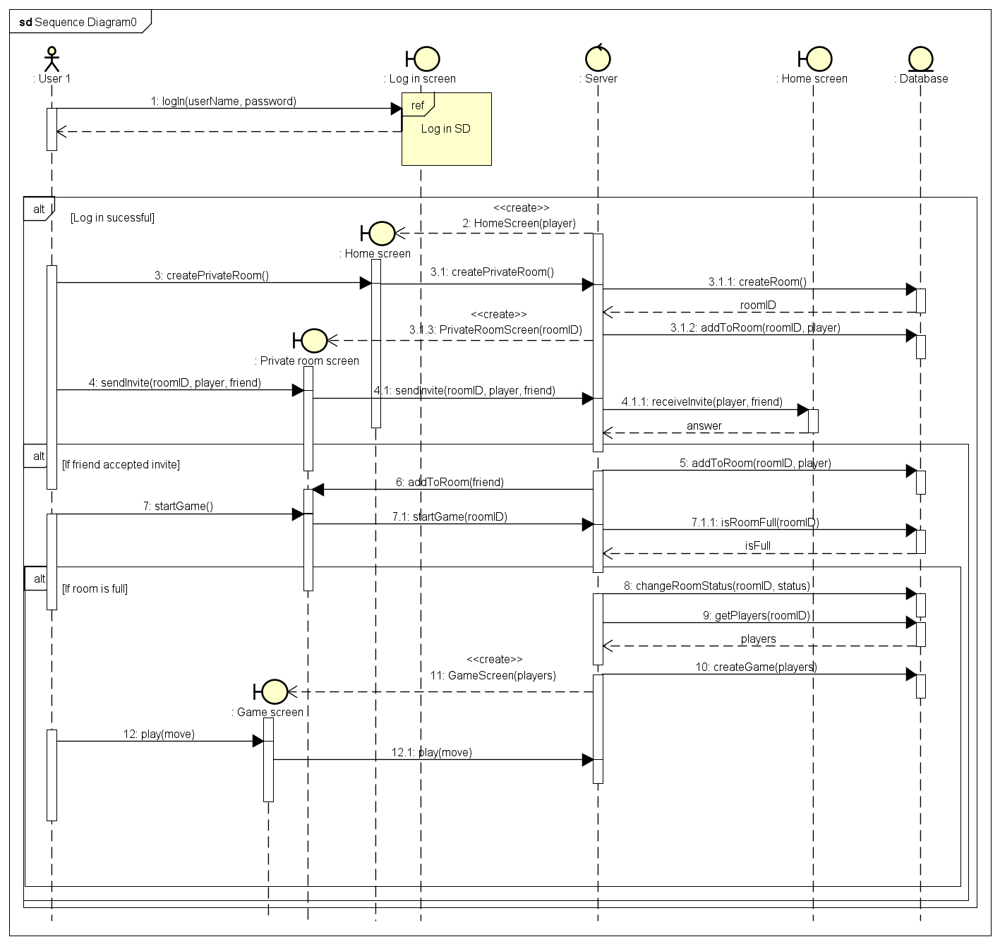 sd Sequence Diagram0
: User 1
: Log in screen
: Server
: Home screen
: Database
1: logIn(userName, password)
ref
Log in SD
alt
[Log in sucessful]
<<create>>
2: HomeScreen(player)
: Home screen
3: createPrivateRoom()
3.1: createPrivateRoom()
3.1.1: createRoom()
roomID
<<create>>
3.1.3: PrivateRoomScreen(roomID)
3.1.2: addToRoom(roomID, player)
: Private room screen
4: sendInvite(roomID, player, friend)
4.1: sendInvite(roomID, player, friend)
4.1.1: receiveInvite(player, friend)
answer
alt
[If friend accepted invite]
5: addToRoom(roomID, player)
6: addToRoom(friend)
7: startGame()
7.1: startGame(roomID)
7.1.1: isRoomFull(roomID)
isFull
alt
[If room is full]
8: changeRoomStatus(roomID, status)
9: getPlayers(roomID)
players
<<create>>
11: GameScreen(players)
10: createGame(players)
: Game screen
12: play(move)
12.1: play(move)